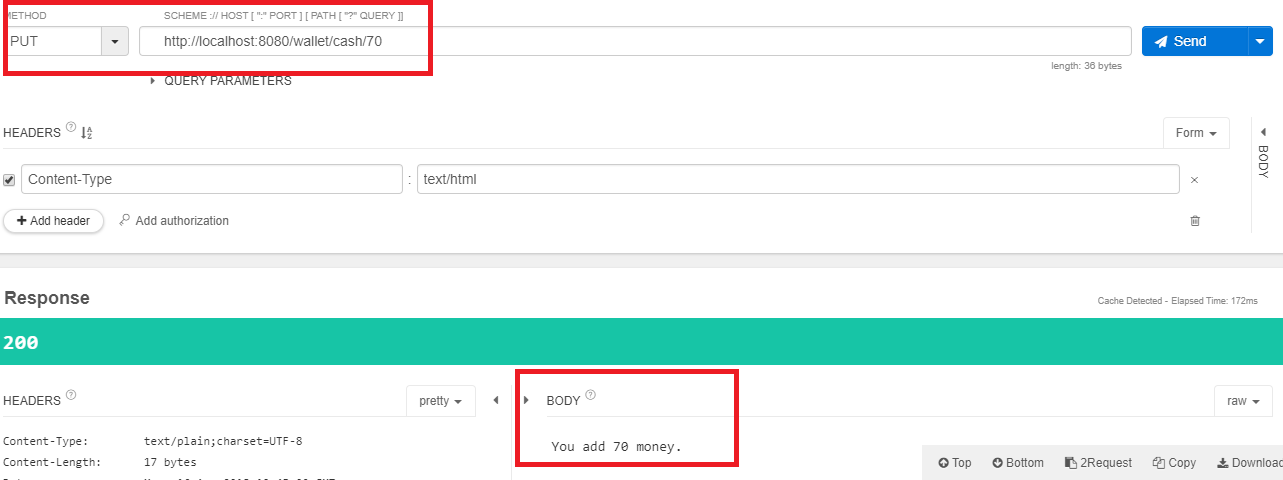 METHOD SCHEME :// HOST [ ":" PORT ] [ PATH [ "?" QUERY ]]
PUT http://localhost:8080/wallet/cash/70 Send
length: 36 bytes
QUERY PARAMETERS
HEADERS ? Form
BODY
Content-Type : text/html ×
+ Add header Add authorization
Response Cache Detected - Elapsed Time: 172ms
200
HEADERS ? pretty BODY ? raw
Content-Type: text/plain;charset=UTF-8
You add 70 money.
Content-Length: 17 bytes
Top Bottom 2Request Copy Download